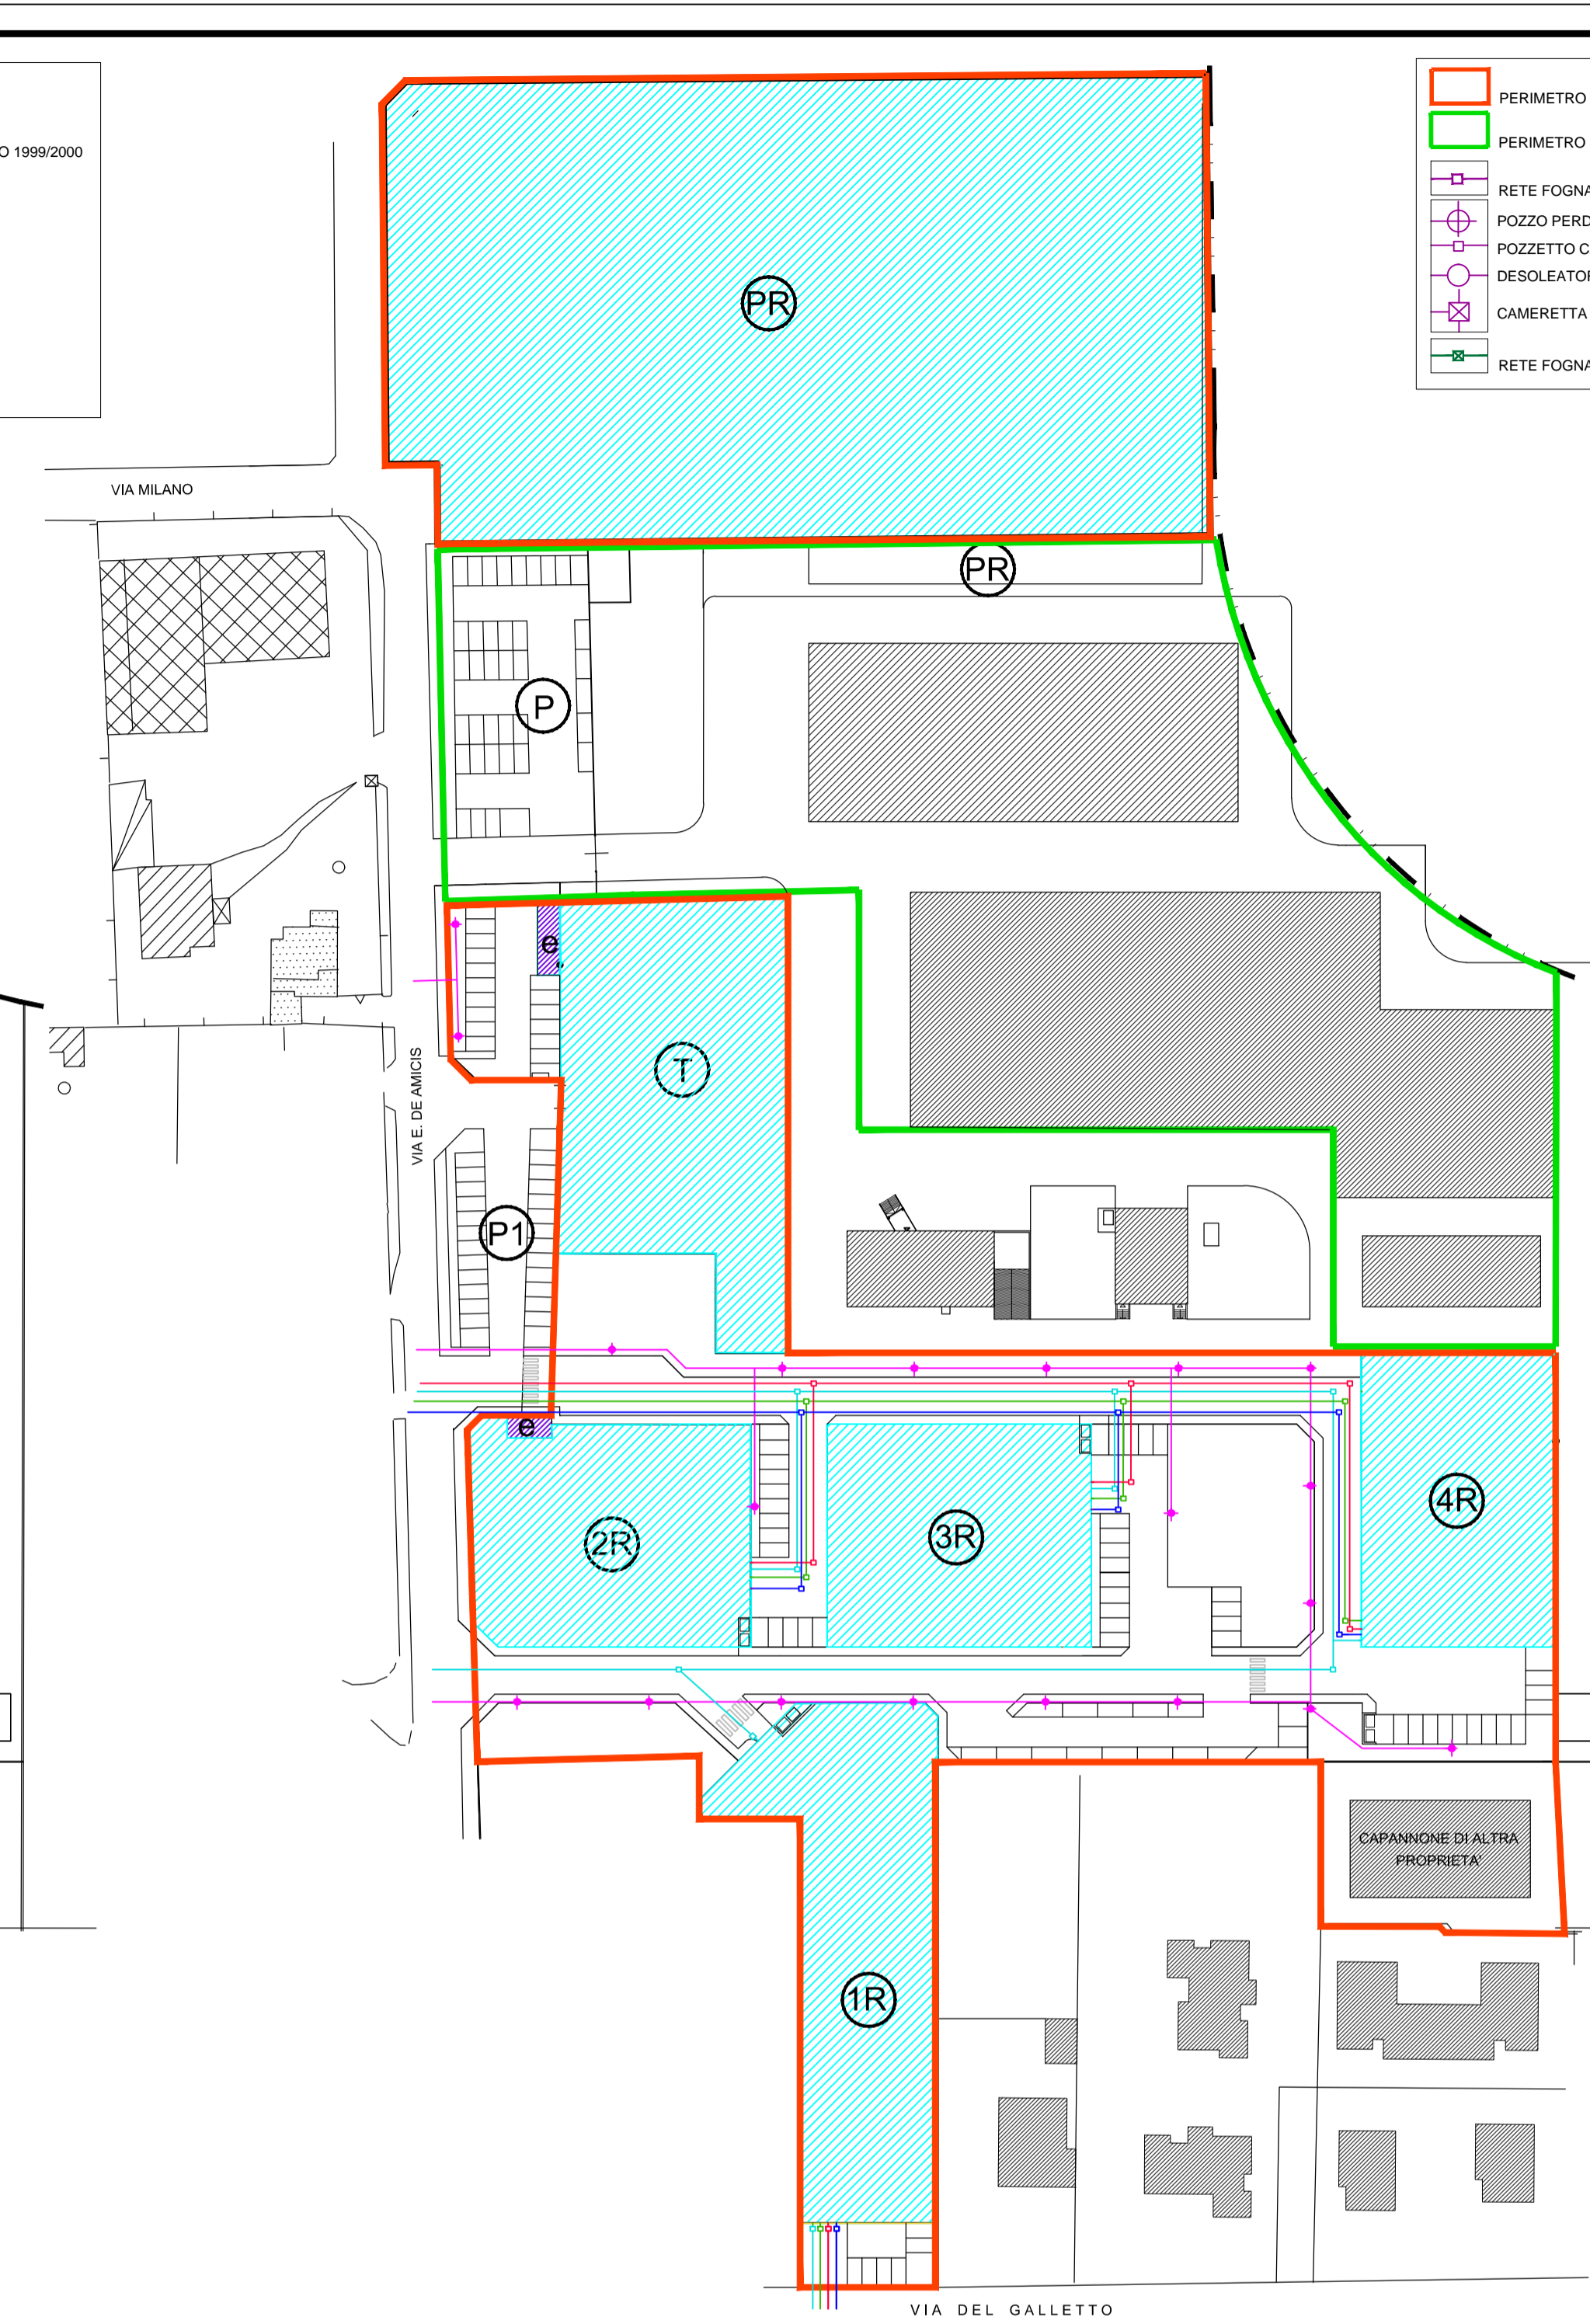 O 1999/2000
PERIMETRO
PERIMETRO
RETE FOGNA
POZZO PERD
POZZETTO C
DESOLEATOR
CAMERETTA
RETE FOGNA
PR
VIA MILANO
PR
P
e
T
VIA E. DE AMICIS
P1
e
2R
3R
4R
CAPANNONE DI ALTRA
PROPRIETA'
1R
VIA DEL GALLETTO